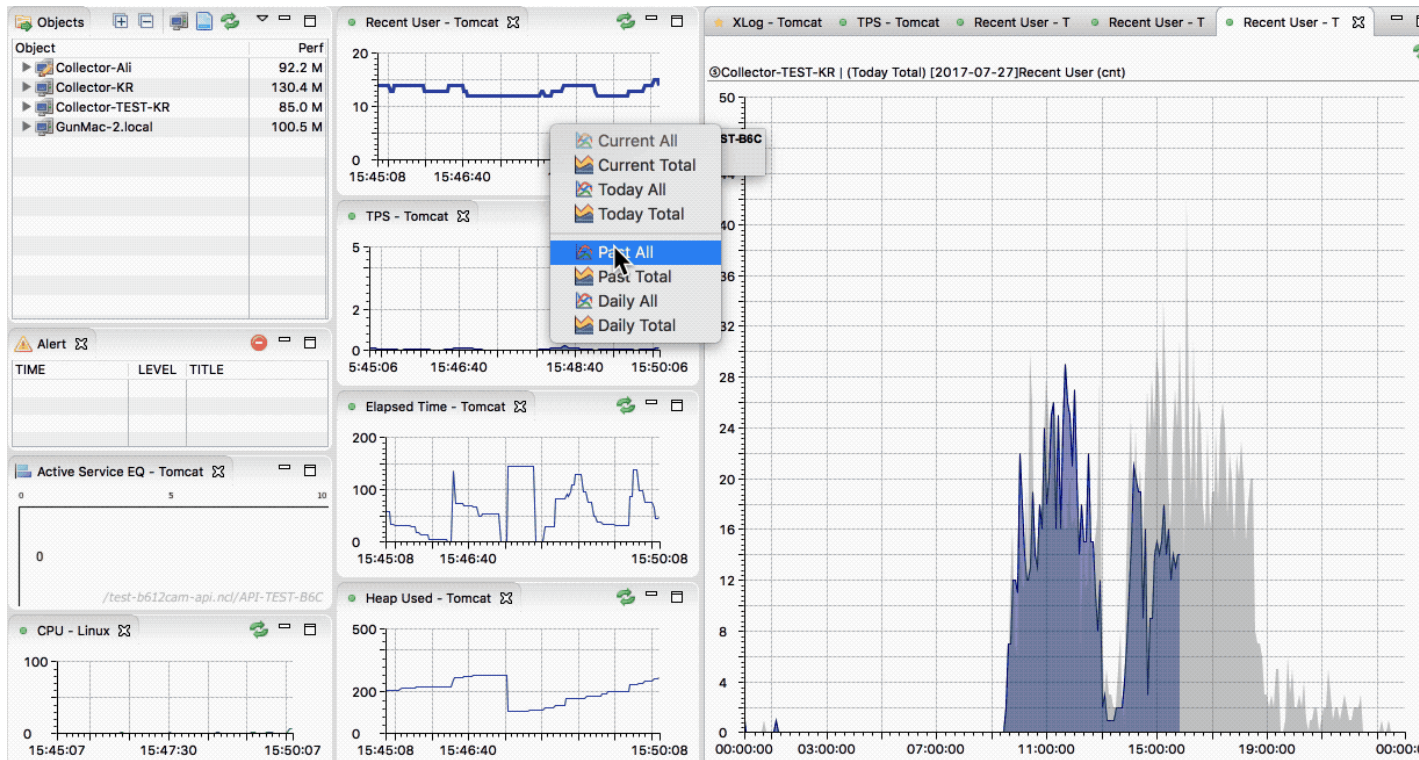 Objects
Object Perf
Collector-Ali 92.2 M
Collector-KR 130.4 M
Collector-TEST-KR 85.0 M
GunMac-2.local 100.5 M
Alert
TIME LEVEL TITLE
Active Service EQ - Tomcat
0 5 10
0
/test-b612cam-api.ncl/API-TEST-B6C
CPU - Linux
100
0
15:45:07 15:47:30 15:50:07
Recent User - Tomcat
20
10
0
15:45:08 15:46:40
Current All
Current Total
Today All
Today Total
Past All
Past Total
Daily All
Daily Total
TPS - Tomcat
5
2
0
5:45:06 15:46:40 15:48:40 15:50:06
Elapsed Time - Tomcat
200
100
0
15:45:08 15:46:40 15:50:08
Heap Used - Tomcat
500
200
0
15:45:08 15:46:40 15:50:08
XLog - Tomcat TPS - Tomcat Recent User - T Recent User - T Recent User - T
ⓢCollector-TEST-KR | (Today Total) [2017-07-27]Recent User (cnt)
50
ST-B6C
44
40
36
32
28
24
20
16
12
8
4
0
00:00:00 03:00:00 07:00:00 11:00:00 15:00:00 19:00:00